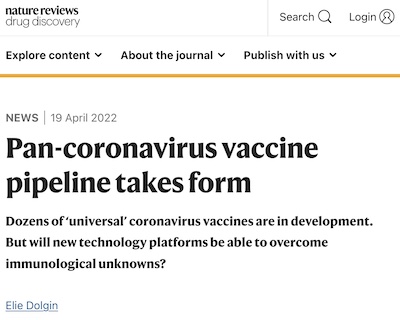 nature reviews
drug discovery
Search
Login
Explore content
About the journal
Publish with us
NEWS | 19 April 2022
Pan-coronavirus vaccine
pipeline takes form
Dozens of ‘universal’ coronavirus vaccines are in development.
But will new technology platforms be able to overcome
immunological unknowns?
Elie Dolgin